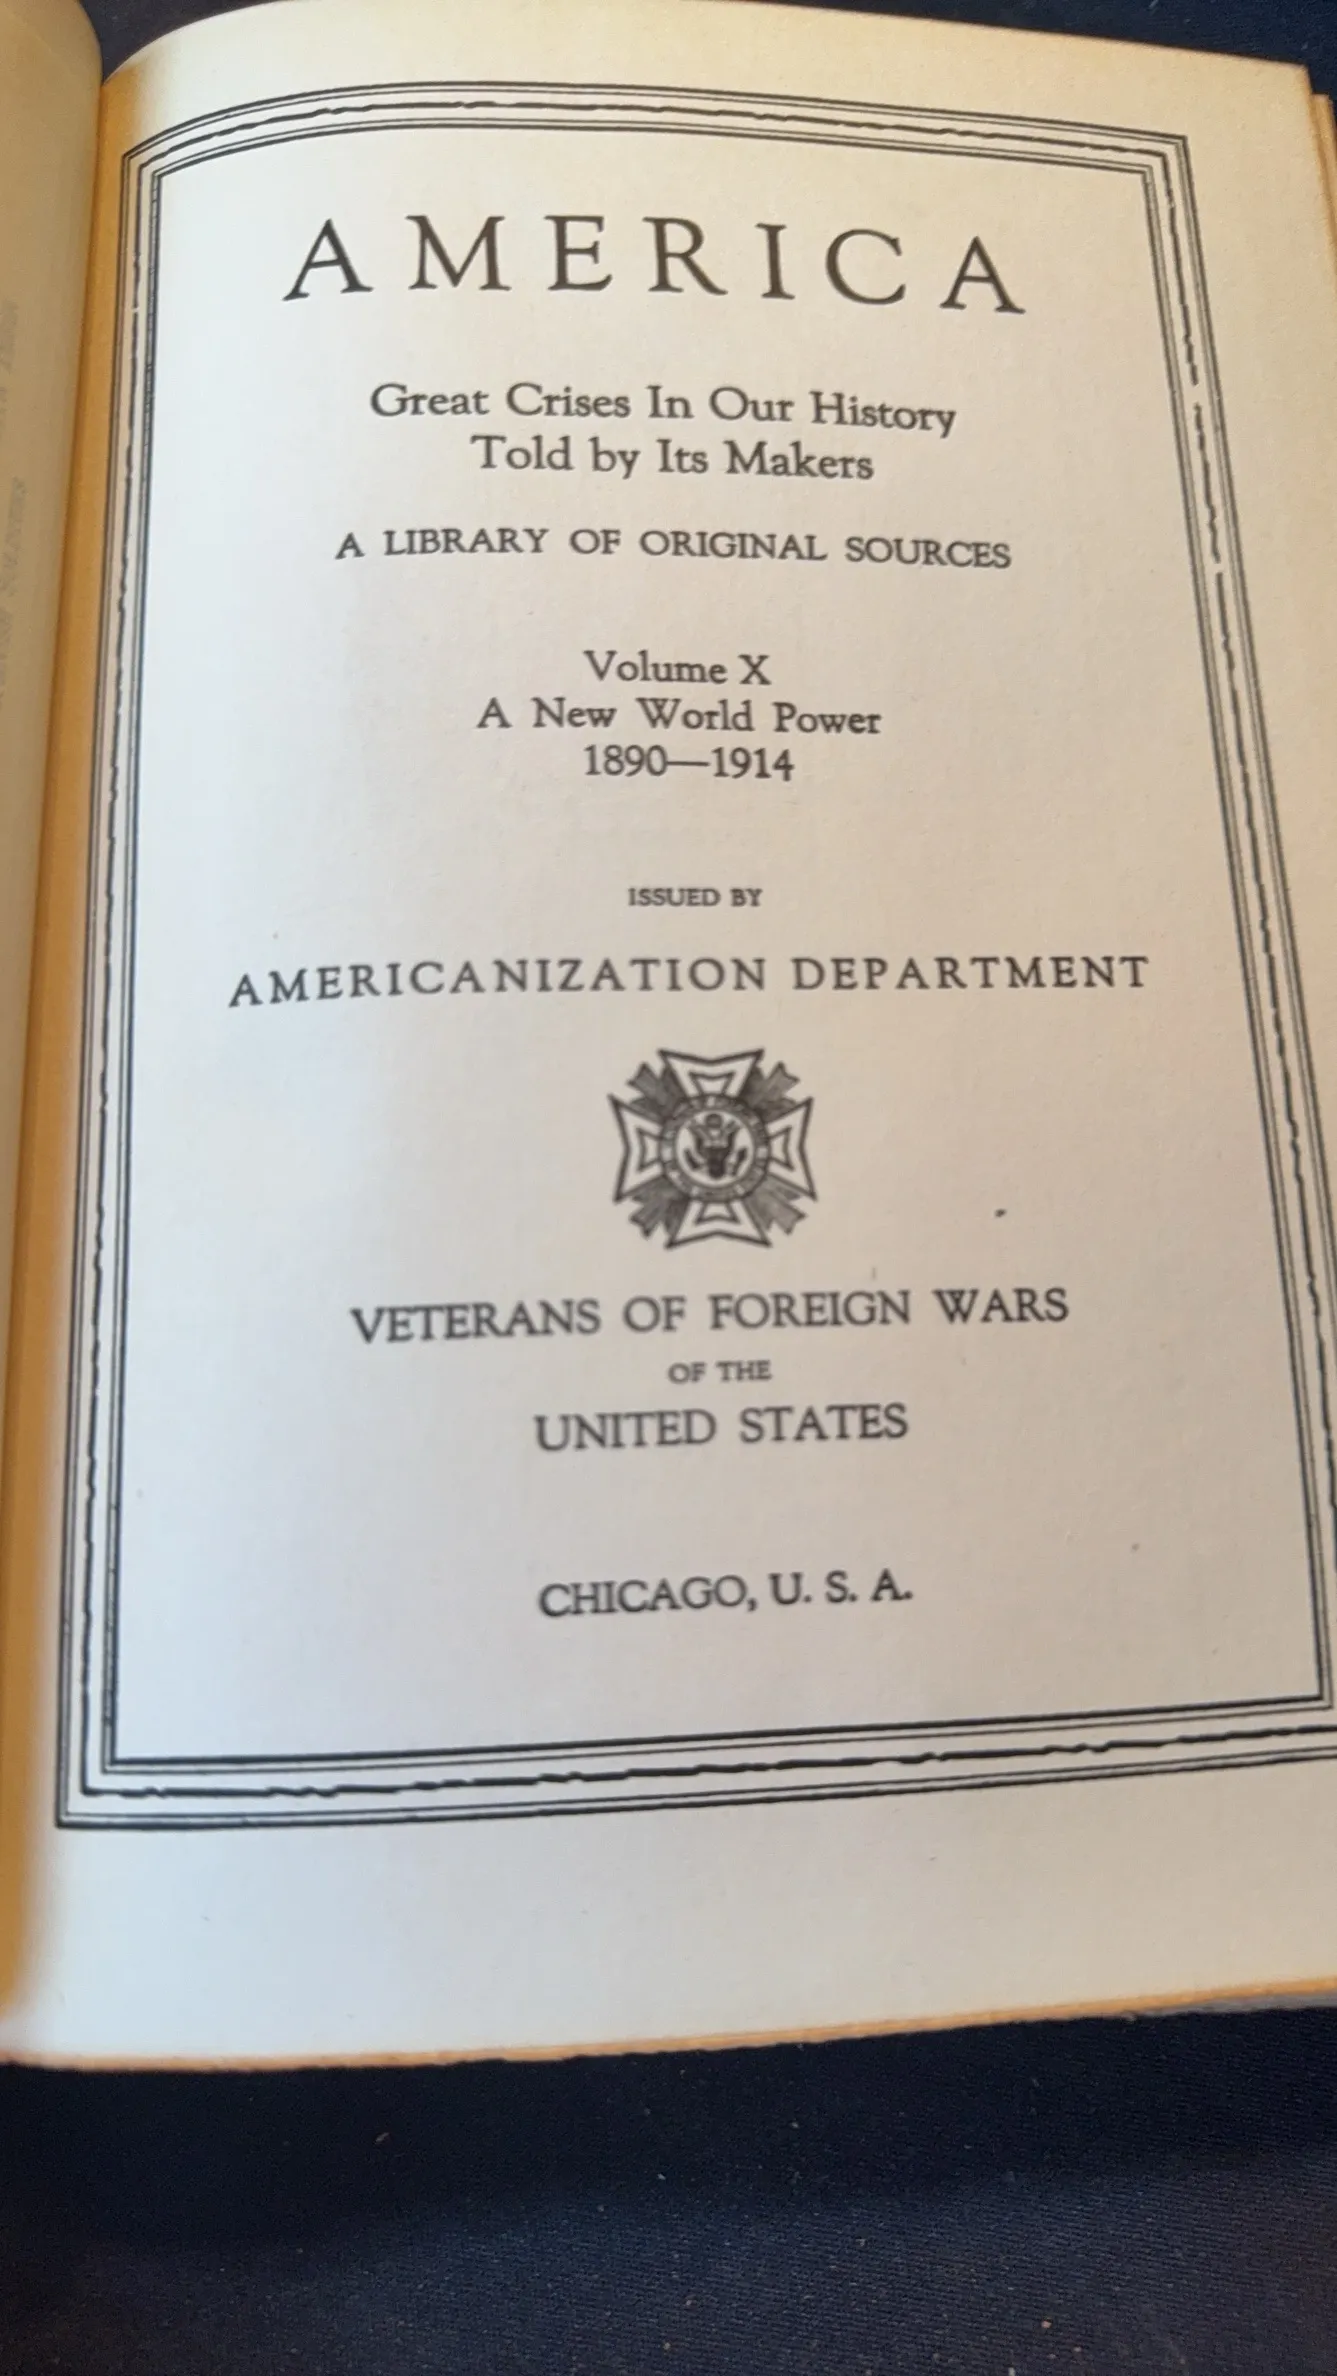 AMERICA
Great Crises In Our History
Told by Its Makers
A LIBRARY OF ORIGINAL SOURCES
Volume X
A New World Power
1890—1914
ISSUED BY
AMERICANIZATION DEPARTMENT
VETERANS OF FOREIGN WARS
OF THE
UNITED STATES
CHICAGO, U. S. A.